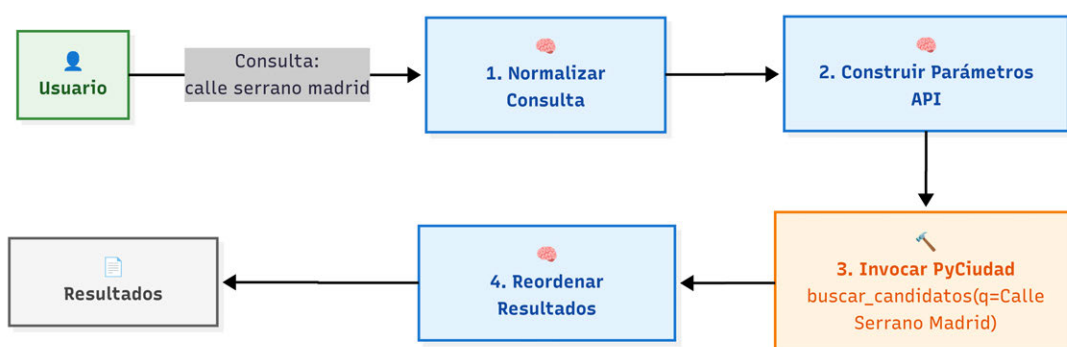 Usuario
Consulta:
calle serrano madrid
1. Normalizar
Consulta
2. Construir Parámetros
API
3. Invocar PyCiudad
buscar_candidatos(q=Calle
Serrano Madrid)
4. Reordenar
Resultados
Resultados